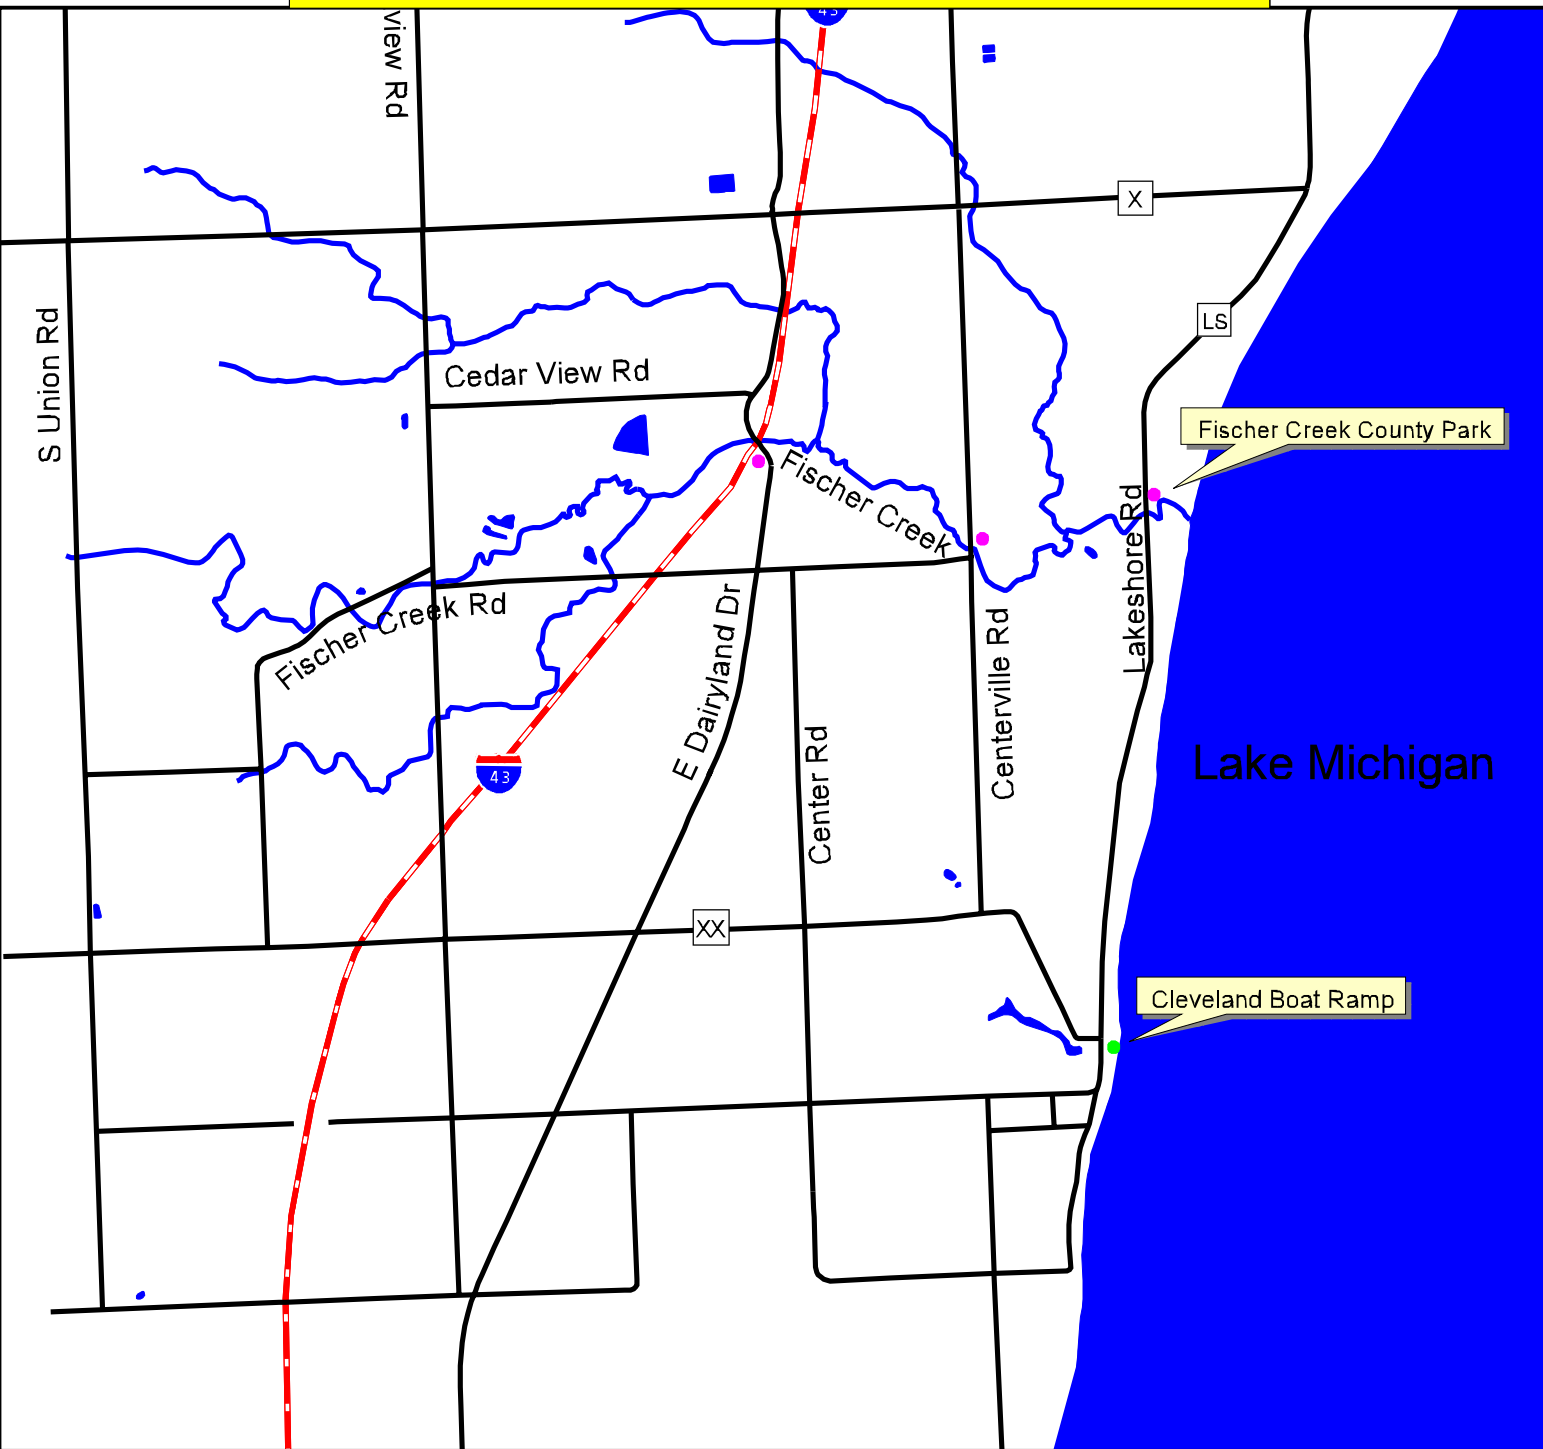 43
view Rd
X
LS
S Union Rd
Cedar View Rd
Fischer Creek County Park
Fischer Creek
Lakeshore Rd
Fischer Creek Rd
E Dairyland Dr
Centerville Rd
Center Rd
Lake Michigan
43
XX
Cleveland Boat Ramp